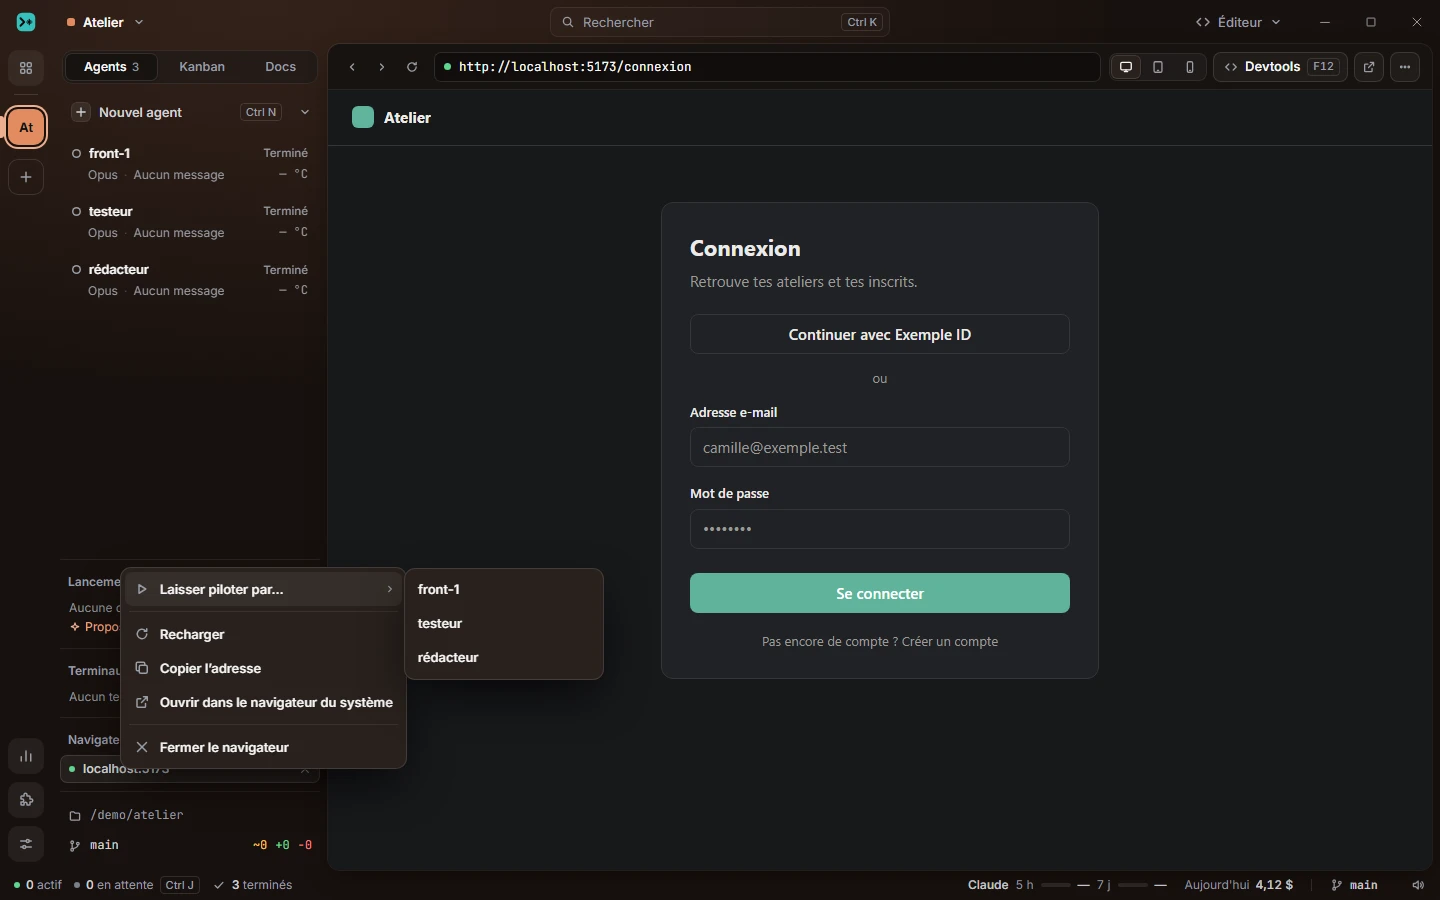 Atelier
Rechercher
Ctrl K
Éditeur
Agents 3
Kanban
Docs
http://localhost:5173/connexion
Devtools F12
At
Nouvel agent
Ctrl N
Atelier
front-1
Terminé
Opus · Aucun message
– °C
testeur
Terminé
Opus · Aucun message
– °C
rédacteur
Terminé
Opus · Aucun message
– °C
Connexion
Retrouve tes ateliers et tes inscrits.
Continuer avec Exemple ID
ou
Adresse e-mail
camille@exemple.test
Mot de passe
••••••••
Se connecter
Pas encore de compte ? Créer un compte
Laisser piloter par...
front-1
testeur
rédacteur
Recharger
Copier l’adresse
Ouvrir dans le navigateur du système
Fermer le navigateur
/demo/atelier
main
~0 +0 -0
0 actif
0 en attente
Ctrl J
3 terminés
Claude 5 h — 7 j —
Aujourd'hui 4,12 $
main